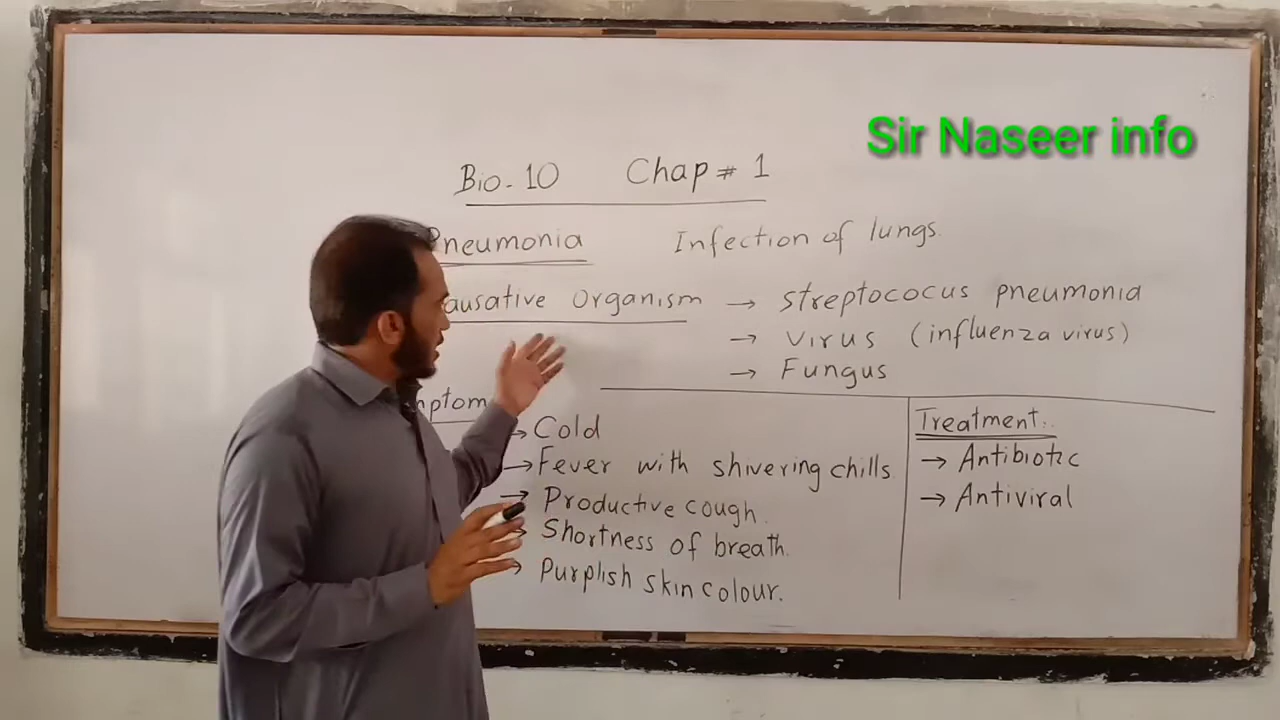 Sir Naseer info
Bio-10 Chap # 1
Pneumonia Infection of lungs.
ausative Organism → streptococus pneumonia
→ Virus (influenza virus)
→ Fungus
mptom
→ Cold
→ Fever with shivering chills
→ Productive cough.
→ Shortness of breath.
→ Purplish skin colour.
Treatment:.
→ Antibiotic
→ Antiviral